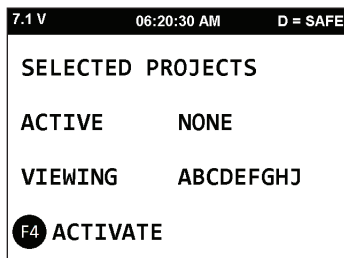 7.1 V 06:20:30 AM D = SAFE
SELECTED PROJECTS
ACTIVE NONE
VIEWING ABCDEFGHJ
F4 ACTIVATE